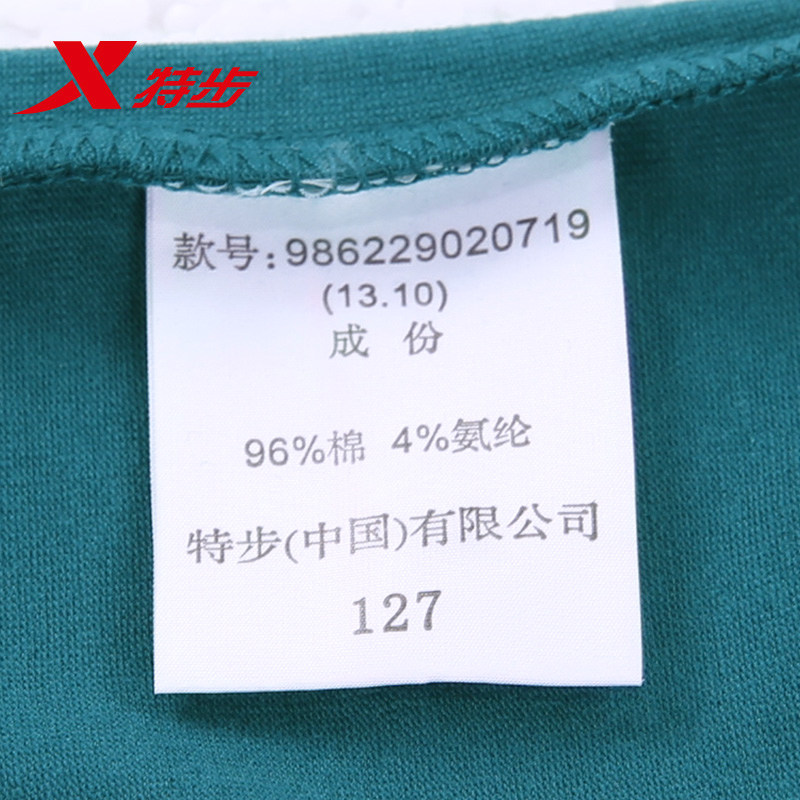 特步
款号:986229020719
(13.10)
成 份
96%棉 4%氨纶
特步(中国)有限公司
127